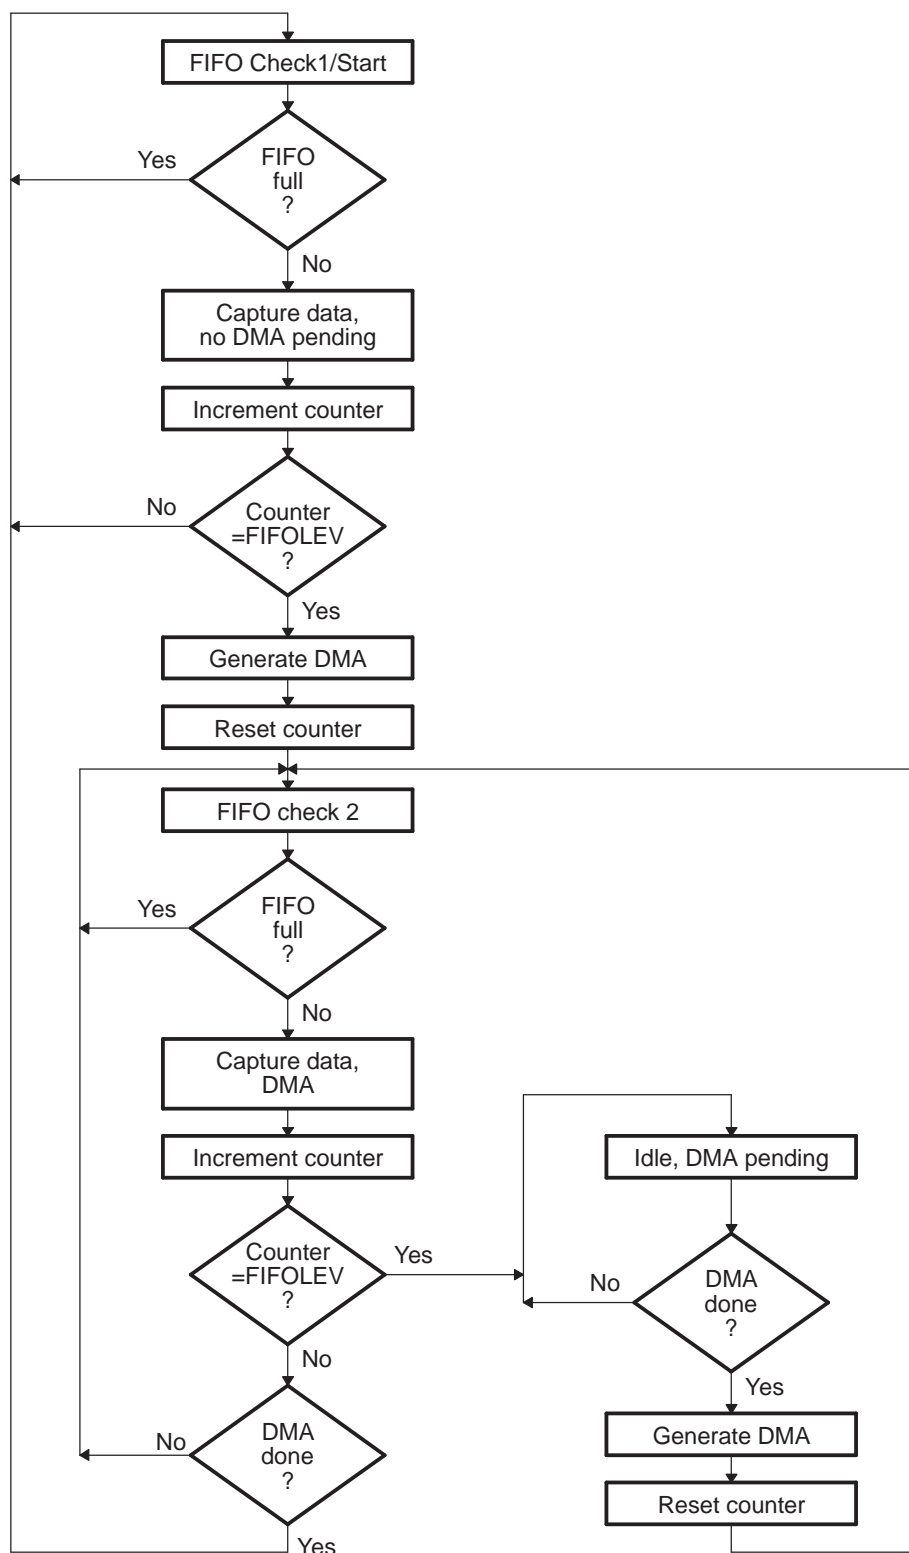 FIFO Check1/Start
FIFO
full
?
Yes
No
Capture data,
no DMA pending
Increment counter
Counter
=FIFOLEV
?
No
Yes
Generate DMA
Reset counter
FIFO check 2
FIFO
full
?
Yes
No
Capture data,
DMA
Increment counter
Counter
=FIFOLEV
?
Yes
No
DMA
done
?
No
Yes
Idle, DMA pending
DMA
done
?
No
Yes
Generate DMA
Reset counter